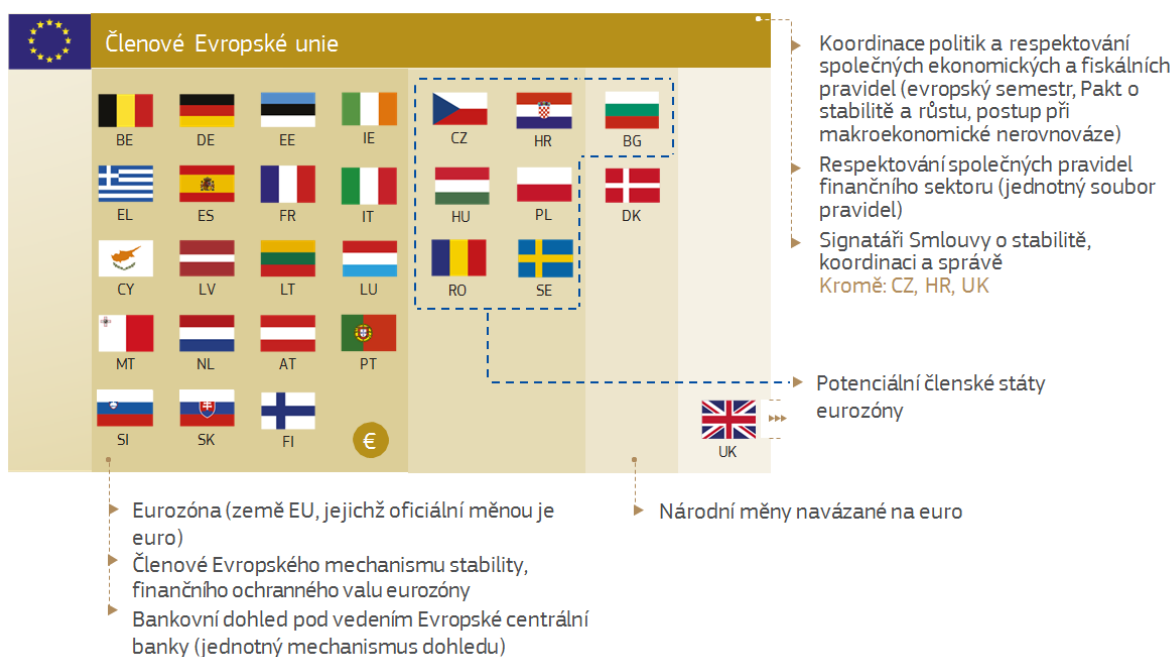 Členové Evropské unie
BE DE EE IE CZ HR BG
EL ES FR IT HU PL DK
CY LV LT LU RO SE
MT NL AT PT
SI SK FI € UK
Koordinace politik a respektování
společných ekonomických a fiskálních
pravidel (evropský semestr, Pakt o
stabilitě a růstu, postup při
makroekonomické nerovnováze)
Respektování společných pravidel
finančního sektoru (jednotný soubor
pravidel)
Signatáři Smlouvy o stabilitě,
koordinaci a správě
Kromě: CZ, HR, UK
Potenciální členské státy
eurozóny
Eurozóna (země EU, jejichž oficiální měnou je
euro)
Členové Evropského mechanismu stability,
finančního ochranného valu eurozóny
Bankovní dohled pod vedením Evropské centrální
banky (jednotný mechanismus dohledu)
Národní měny navázané na euro